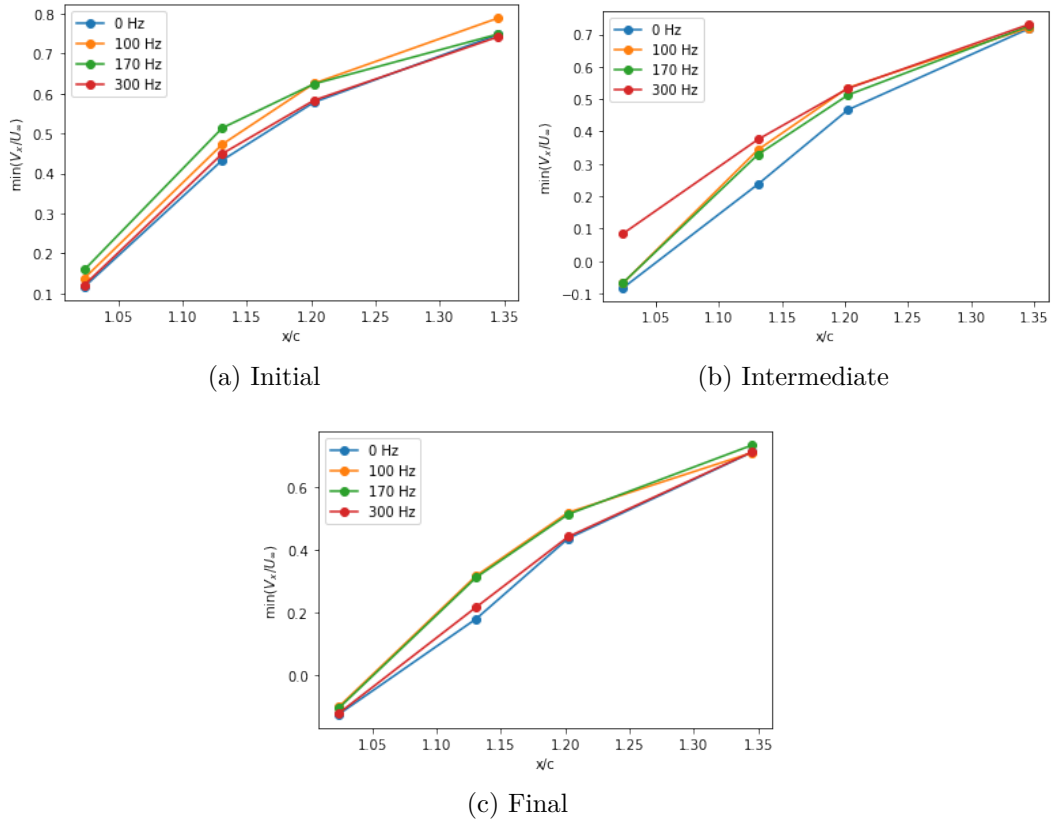 0.8
0.7
0.6
0.5
0.4
0.3
0.2
0.1
min(Vₓ/U∞)
0 Hz
100 Hz
170 Hz
300 Hz
1.05 1.10 1.15 1.20 1.25 1.30 1.35
x/c
(a) Initial
0.7
0.6
0.5
0.4
0.3
0.2
0.1
0.0
−0.1
min(Vₓ/U∞)
0 Hz
100 Hz
170 Hz
300 Hz
1.05 1.10 1.15 1.20 1.25 1.30 1.35
x/c
(b) Intermediate
0.6
0.4
0.2
0.0
min(Vₓ/U∞)
0 Hz
100 Hz
170 Hz
300 Hz
1.05 1.10 1.15 1.20 1.25 1.30 1.35
x/c
(c) Final